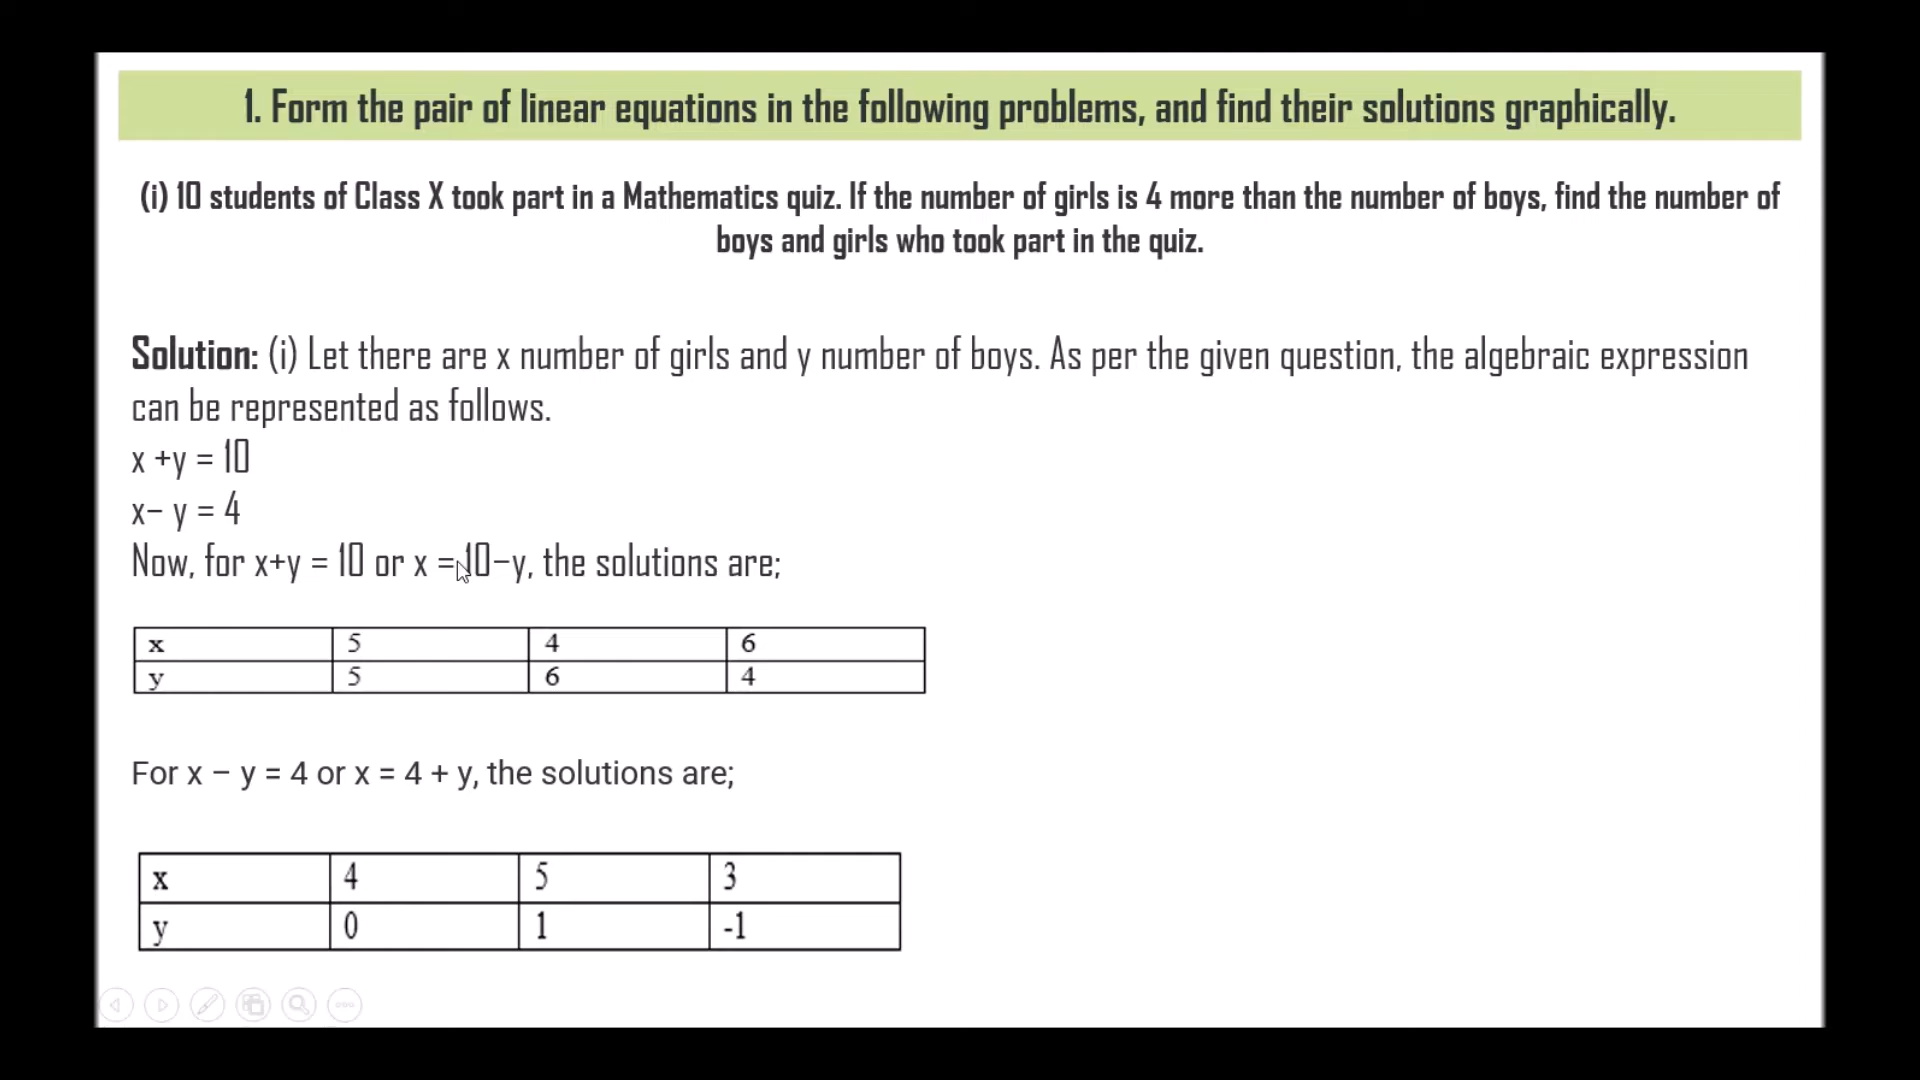 1. Form the pair of linear equations in the following problems, and find their solutions graphically.
(i) 10 students of Class X took part in a Mathematics quiz. If the number of girls is 4 more than the number of boys, find the number of
boys and girls who took part in the quiz.
Solution: (i) Let there are x number of girls and y number of boys. As per the given question, the algebraic expression
can be represented as follows.
x +y = 10
x– y = 4
Now, for x+y = 10 or x = 10−y, the solutions are;
x 5 4 6
y 5 6 4
For x – y = 4 or x = 4 + y, the solutions are;
x 4 5 3
y 0 1 -1